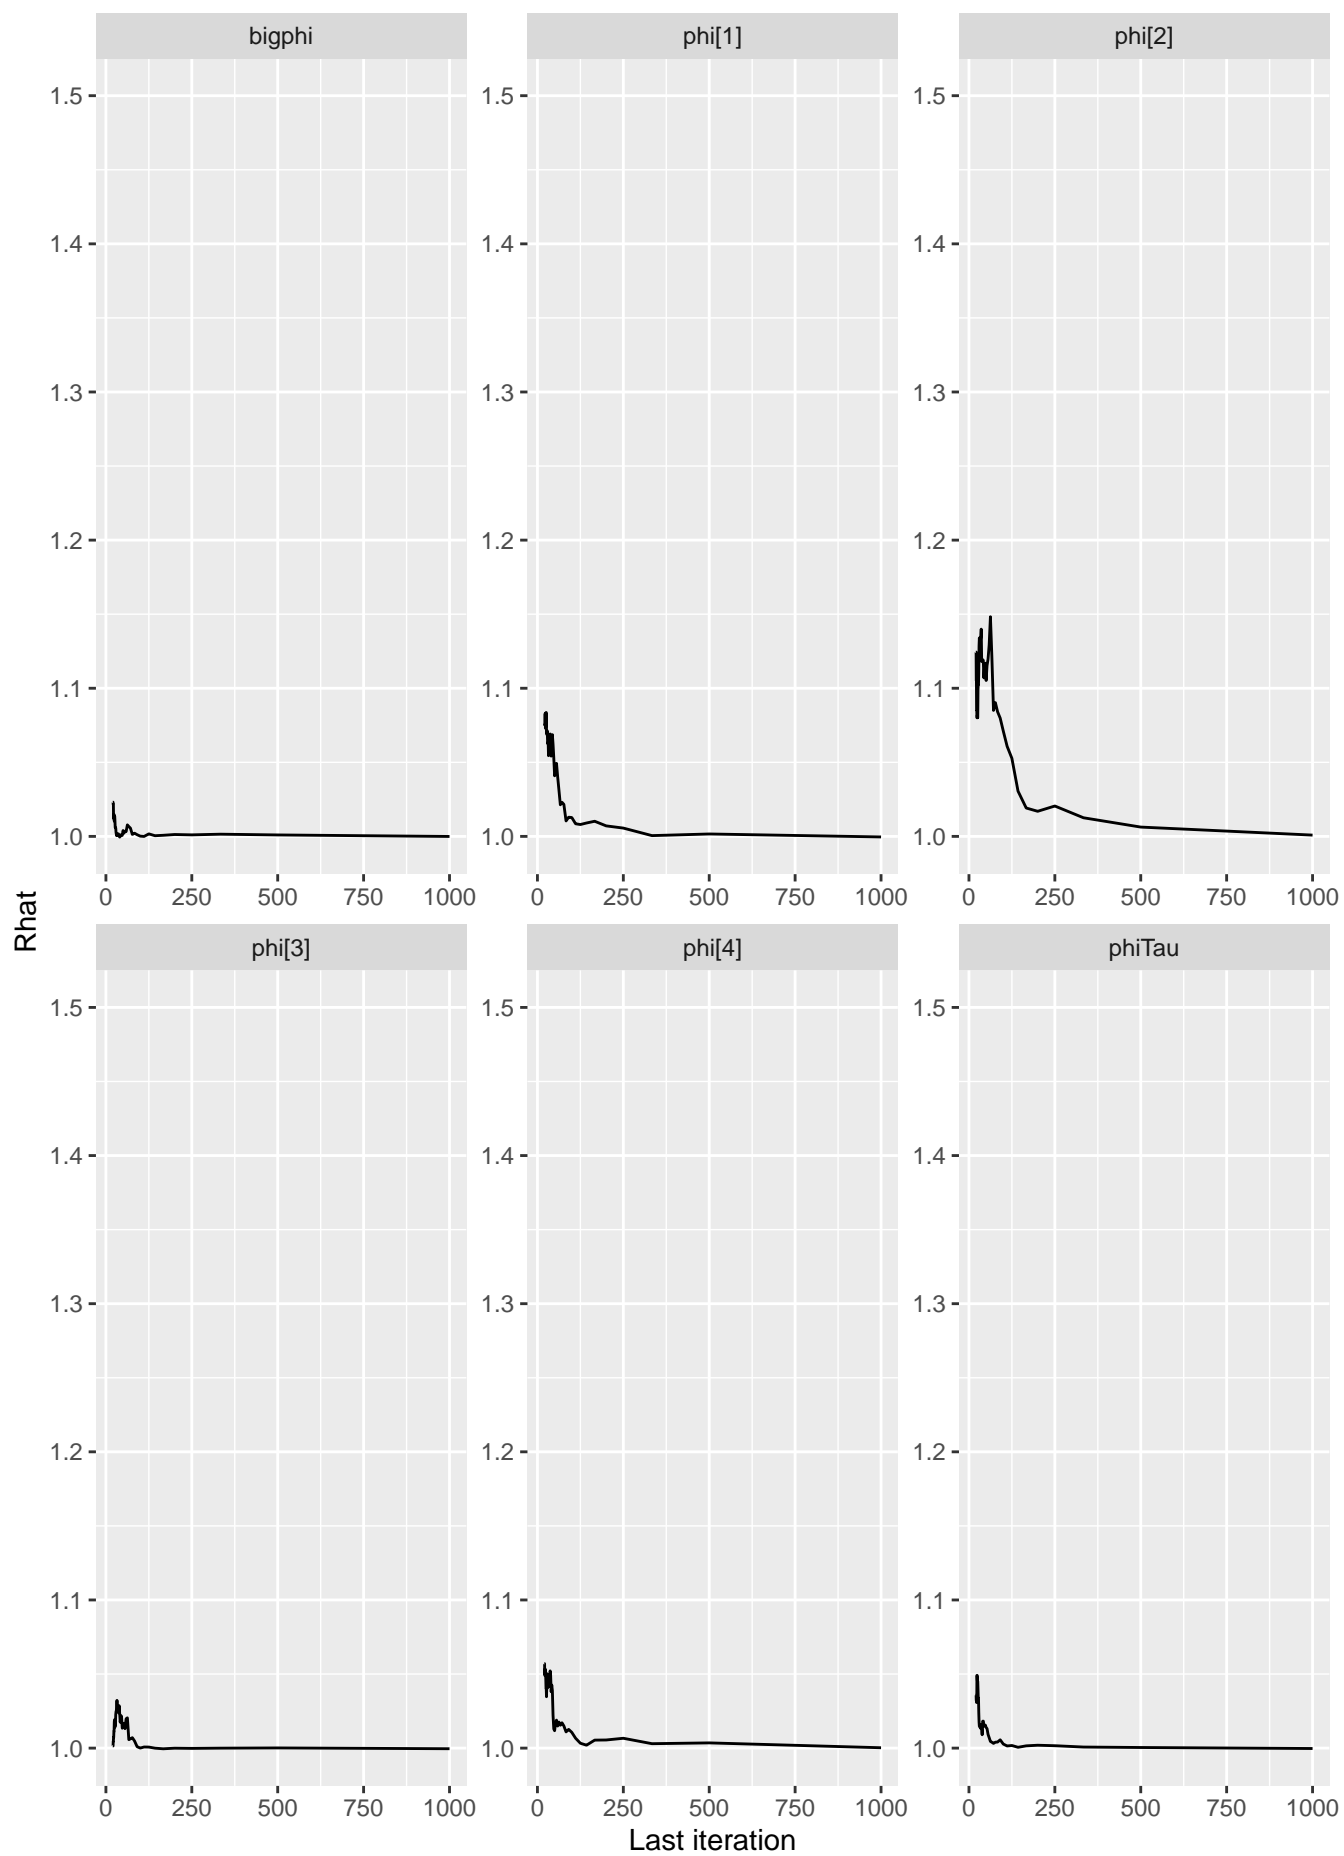 bigphi phi[1] phi[2]
1.5 1.5 1.5
1.4 1.4 1.4
1.3 1.3 1.3
1.2 1.2 1.2
1.1 1.1 1.1
1.0 1.0 1.0
0 250 500 750 1000 0 250 500 750 1000 0 250 500 750 1000
Rhat
phi[3] phi[4] phiTau
1.5 1.5 1.5
1.4 1.4 1.4
1.3 1.3 1.3
1.2 1.2 1.2
1.1 1.1 1.1
1.0 1.0 1.0
0 250 500 750 1000 0 250 500 750 1000 0 250 500 750 1000
Last iteration